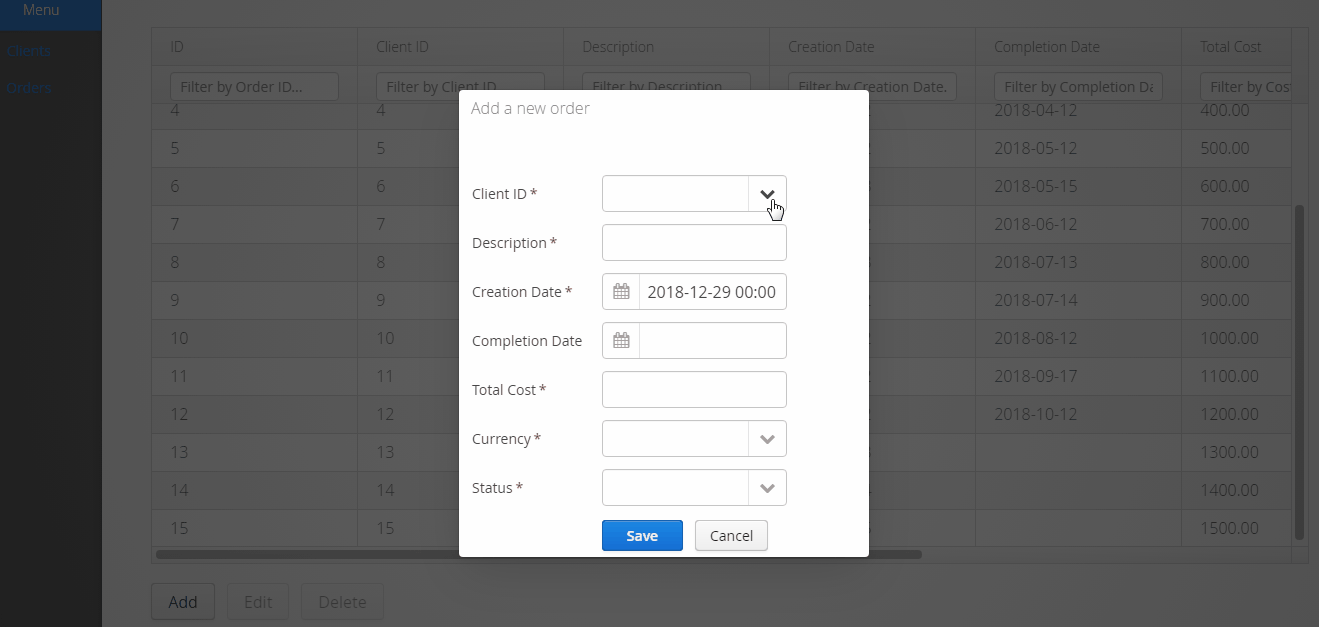 Menu
Clients
Orders
ID Client ID Description Creation Date Completion Date Total Cost
Filter by Order ID... Filter by Client ID Filter by Description Filter by Creation Date. Filter by Completion Da Filter by Cos
4 4 2018-04-12 400.00
5 5 2018-05-12 500.00
6 6 2018-05-15 600.00
7 7 2018-06-12 700.00
8 8 2018-07-13 800.00
9 9 2018-07-14 900.00
10 10 2018-08-12 1000.00
11 11 2018-09-17 1100.00
12 12 2018-10-12 1200.00
13 13 1300.00
14 14 1400.00
15 15 1500.00
Add Edit Delete
Add a new order
Client ID *
Description *
Creation Date * 2018-12-29 00:00
Completion Date
Total Cost *
Currency *
Status *
Save Cancel